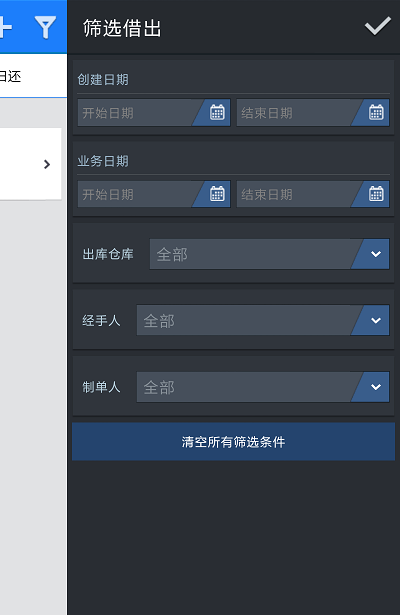 筛选借出
归还
创建日期
开始日期 结束日期
业务日期
开始日期 结束日期
出库仓库 全部
经手人 全部
制单人 全部
清空所有筛选条件